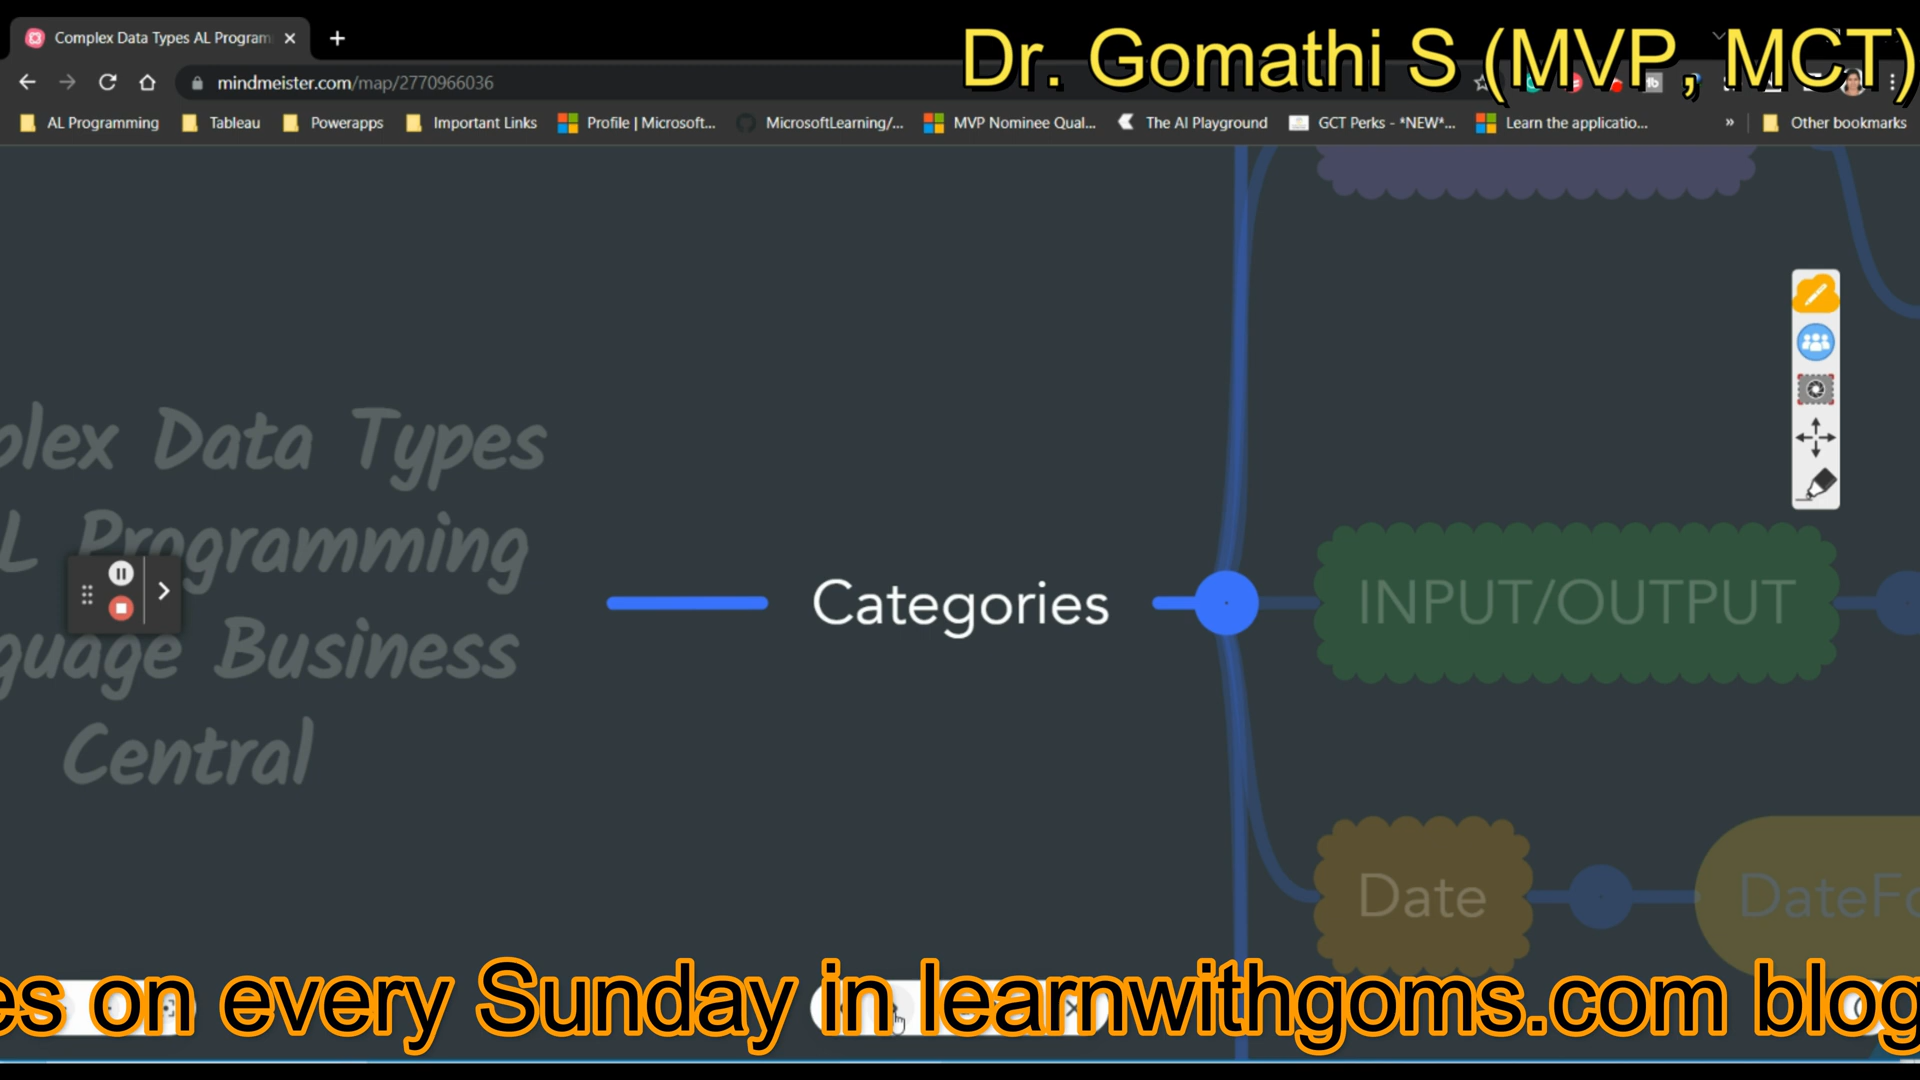 Complex Data Types AL Program
Dr. Gomathi S (MVP, MCT)
mindmeister.com/map/2770966036
AL Programming
Tableau
Powerapps
Important Links
Profile | Microsoft...
MicrosoftLearning/...
MVP Nominee Qual...
The AI Playground
GCT Perks - *NEW*...
Learn the applicatio...
»
Other bookmarks
plex Data Types
L Programming
guage Business
Central
Categories
INPUT/OUTPUT
Date
DateFo
es on every Sunday in learnwithgoms.com blog